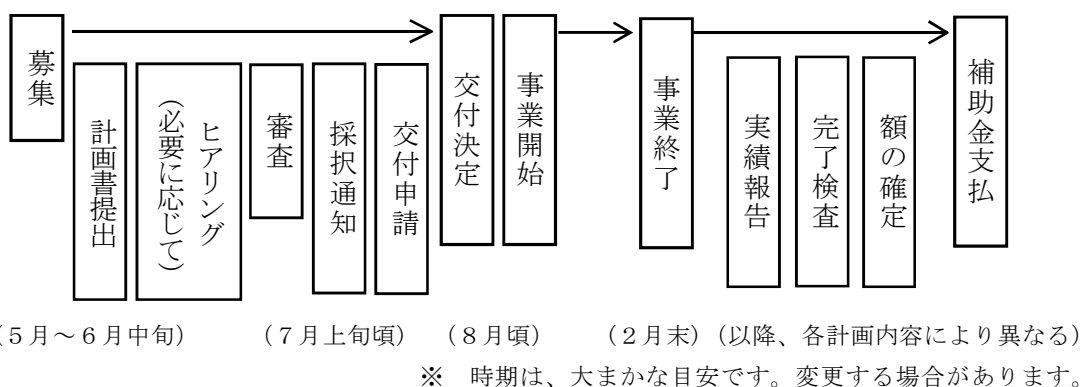 募集
計画書提出
ヒアリング
(必要に応じて)
審査
採択通知
交付申請
交付決定
事業開始
事業終了
実績報告
完了検査
額の確定
補助金支払
(5月～6月中旬)
(7月上旬頃)
(8月頃)
(2月末)
(以降、各計画内容により異なる)
※　時期は、大まかな目安です。変更する場合があります。